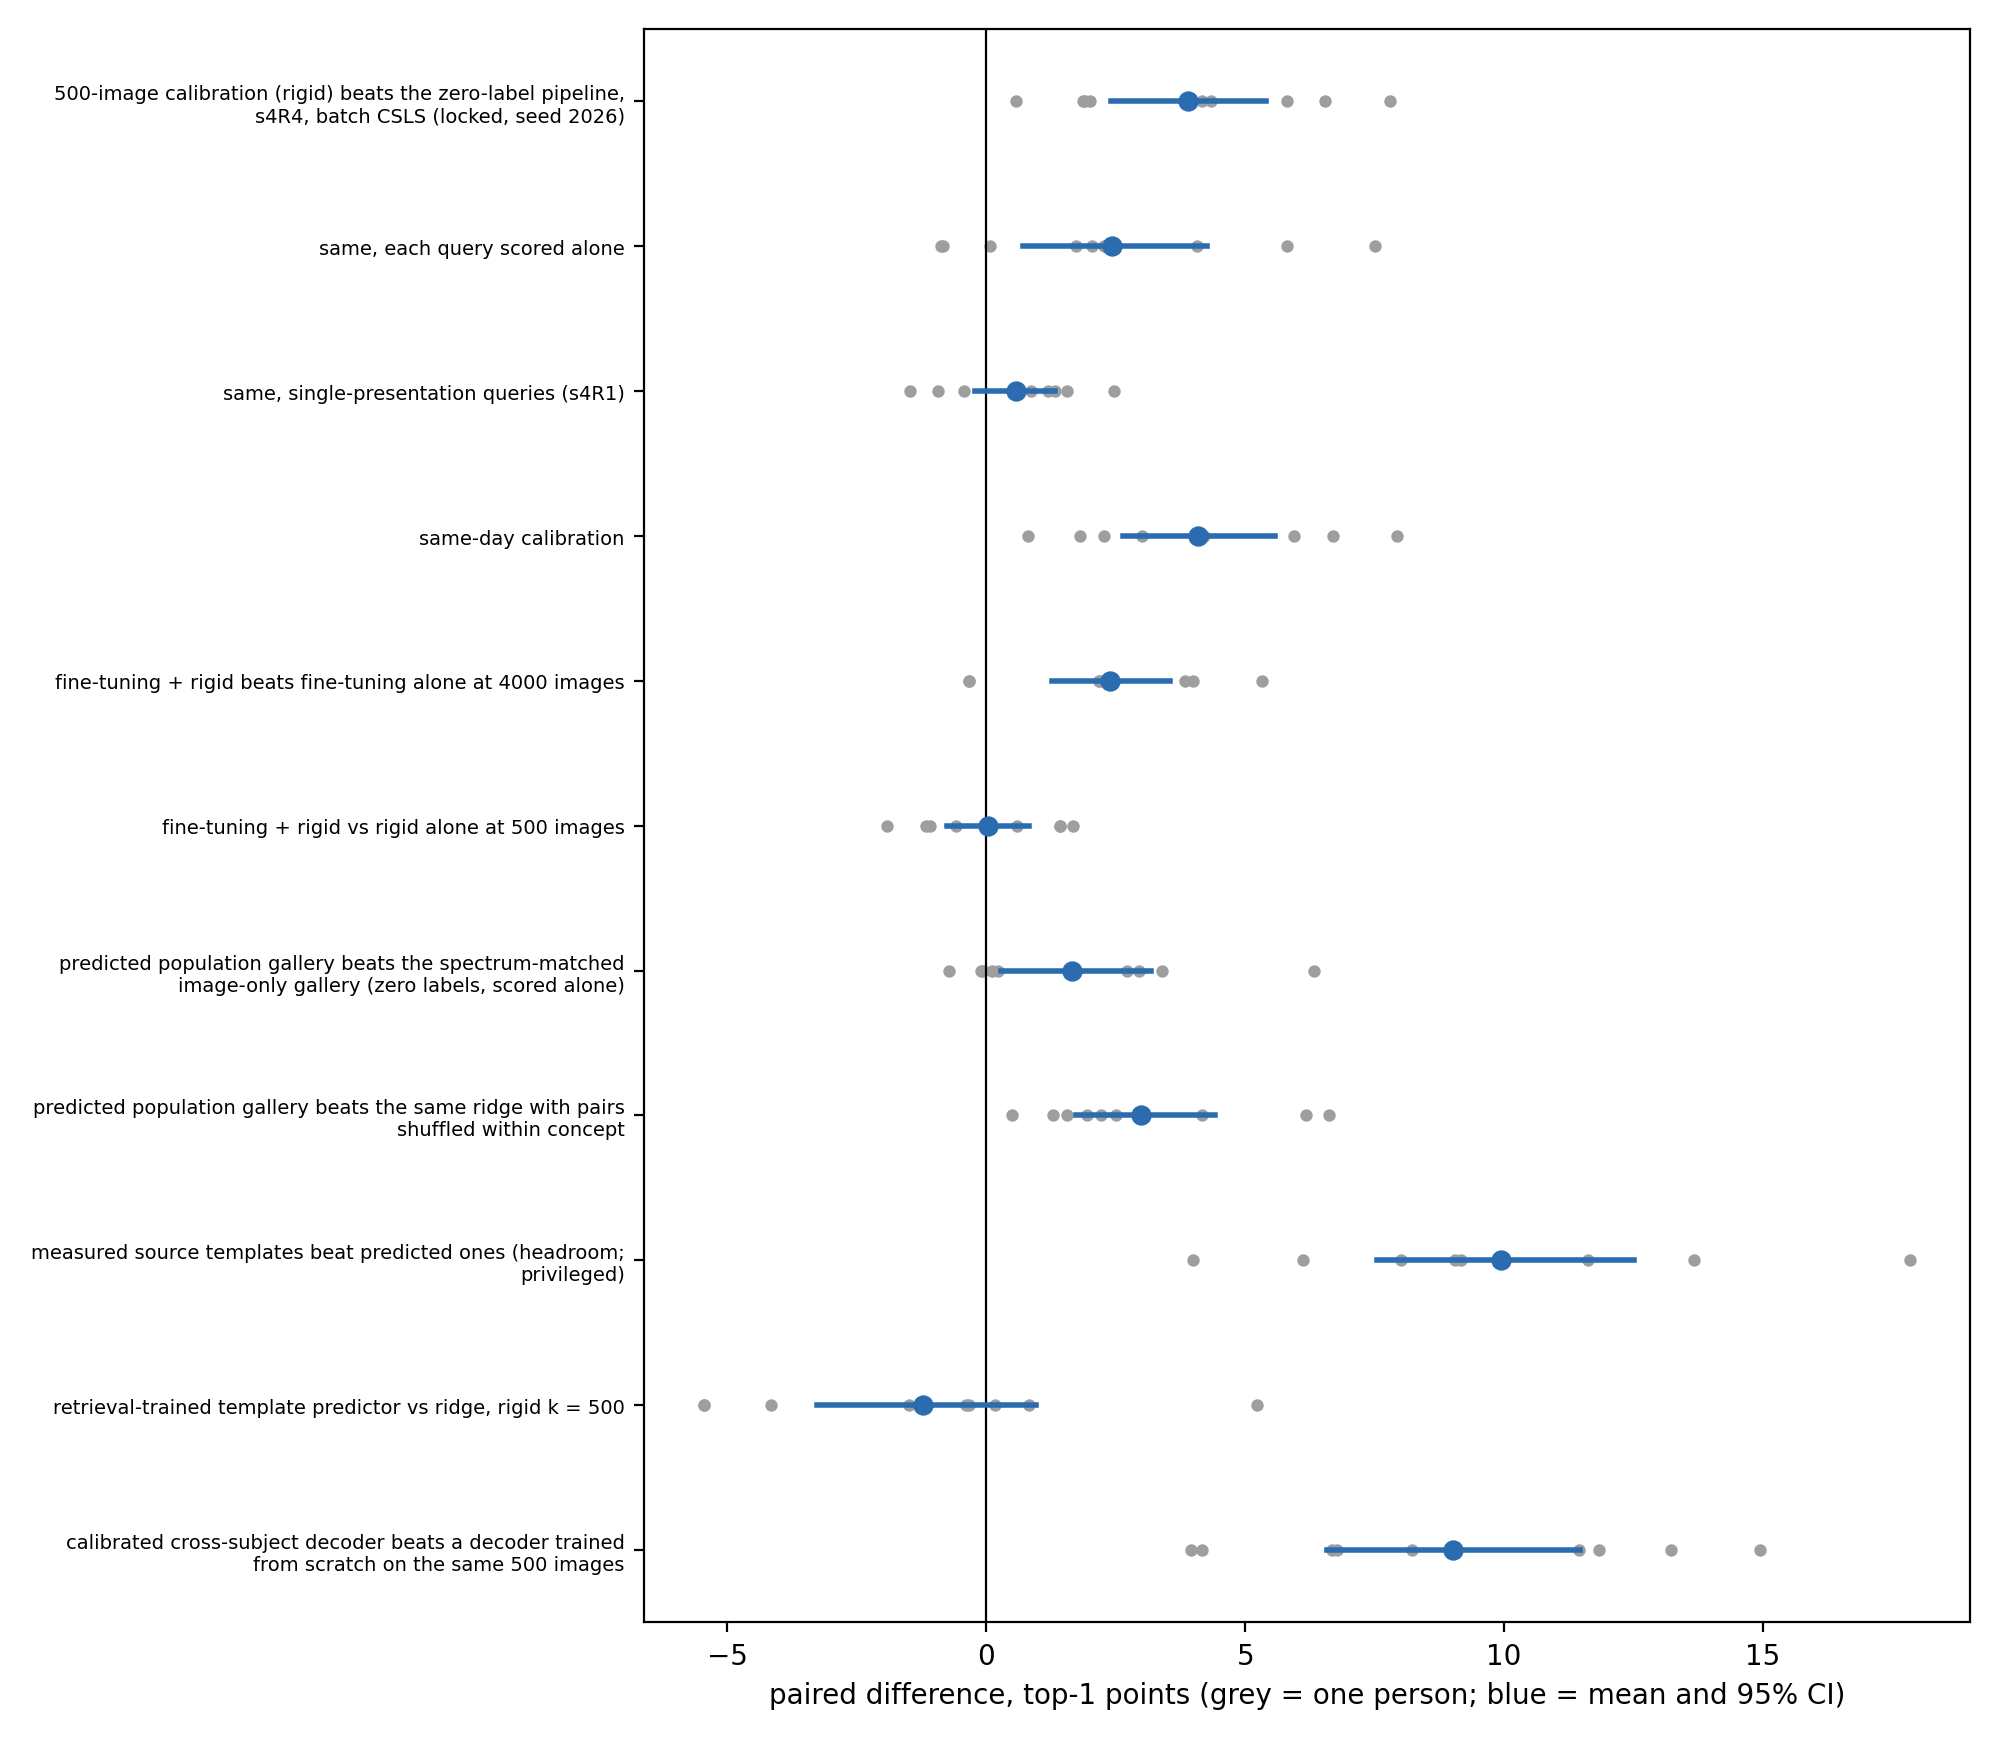 500-image calibration (rigid) beats the zero-label pipeline,
s4R4, batch CSLS (locked, seed 2026)
same, each query scored alone
same, single-presentation queries (s4R1)
same-day calibration
fine-tuning + rigid beats fine-tuning alone at 4000 images
fine-tuning + rigid vs rigid alone at 500 images
predicted population gallery beats the spectrum-matched
image-only gallery (zero labels, scored alone)
predicted population gallery beats the same ridge with pairs
shuffled within concept
measured source templates beat predicted ones (headroom;
privileged)
retrieval-trained template predictor vs ridge, rigid k = 500
calibrated cross-subject decoder beats a decoder trained
from scratch on the same 500 images
−5 0 5 10 15
paired difference, top-1 points (grey = one person; blue = mean and 95% CI)